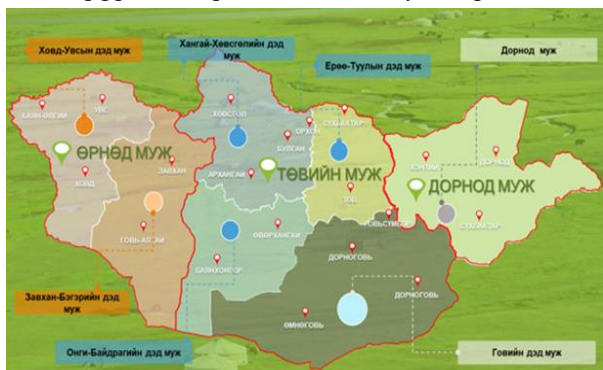 Ховд-Увсын дэд муж
Хангай-Хөвсгөлийн дэд
муж
Ерөө-Туулын дэд муж
Дорнод муж
БАЯН-ӨЛГИЙ
УВС
ХӨВСГӨЛ
ОРХОН
СҮХБААТАР
БУЛГАН
ӨРНӨД МУЖ
ЗАВХАН
ХОВД
АРХАНГАЙ
ТӨВИЙН МУЖ
ТӨВ
ХЭНТИЙ
ДОРНОД
ДОРНОД МУЖ
ГОВЬ-АЛТАЙ
ӨВӨРХАНГАЙ
ГОВЬСҮМБЭР
СҮХБААТАР
БАЯНХОНГОР
ДОРНОГОВЬ
ДОРНОГОВЬ
ӨМНӨГОВЬ
Завхан-Бэгэрийн дэд
муж
Онги-Байдрагийн дэд муж
Говийн дэд муж